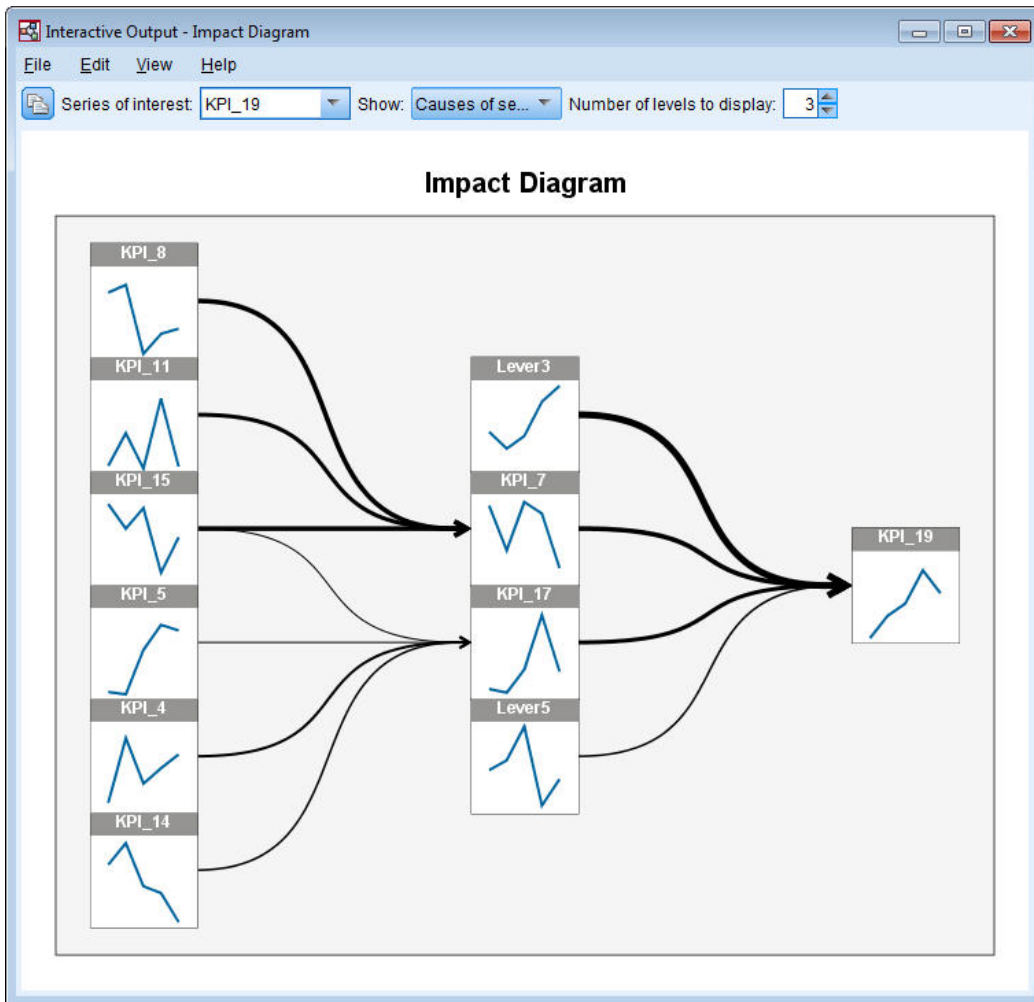 Interactive Output - Impact Diagram
File Edit View Help
Series of interest: KPI_19 Show: Causes of se... Number of levels to display: 3
Impact Diagram
KPI_8
KPI_11
KPI_15
KPI_5
KPI_4
KPI_14
Lever3
KPI_7
KPI_17
Lever5
KPI_19